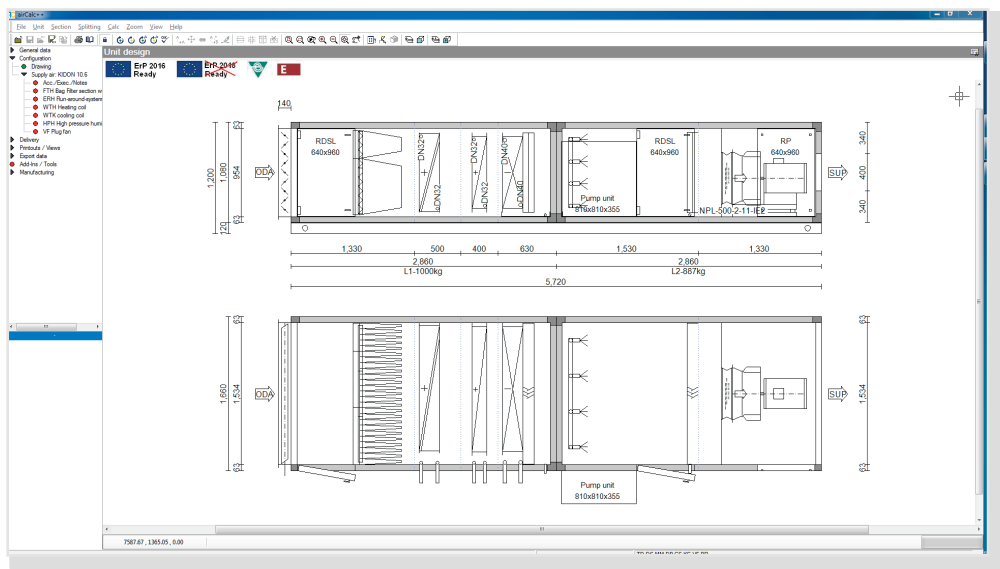 airCalc++
File Unit Section Splitting Calc Zoom View Help
Unit design
General data
Configuration
Drawing
Supply air: KIDON 10.6
Acc./Exec./Notes
FTH Bag Filter section w
ERH Run-around-system
WTH Heating coil
WTK cooling coil
HPH High pressure humi
VF Plug fan
Delivery
Printouts / Views
Export data
Add-Ins / Tools
Manufacturing
ErP 2016 Ready
ErP 2018 Ready
E
140
63
954
63
1,080
1,200
120
ODA
RDSL
640x960
DN32
DN32
DN32
DN40
DN40
Pump unit
810x810x355
RDSL
640x960
RP
640x960
NPL-500-2-11-IE2
SUP
340
400
340
1,330 500 400 630 1,530 1,330
2,860 2,860
L1-1000kg L2-887kg
5,720
63
1,534
63
1,660
ODA
SUP
63
1,534
63
Pump unit
810x810x355
7587.67 , 1365.05 , 0.00